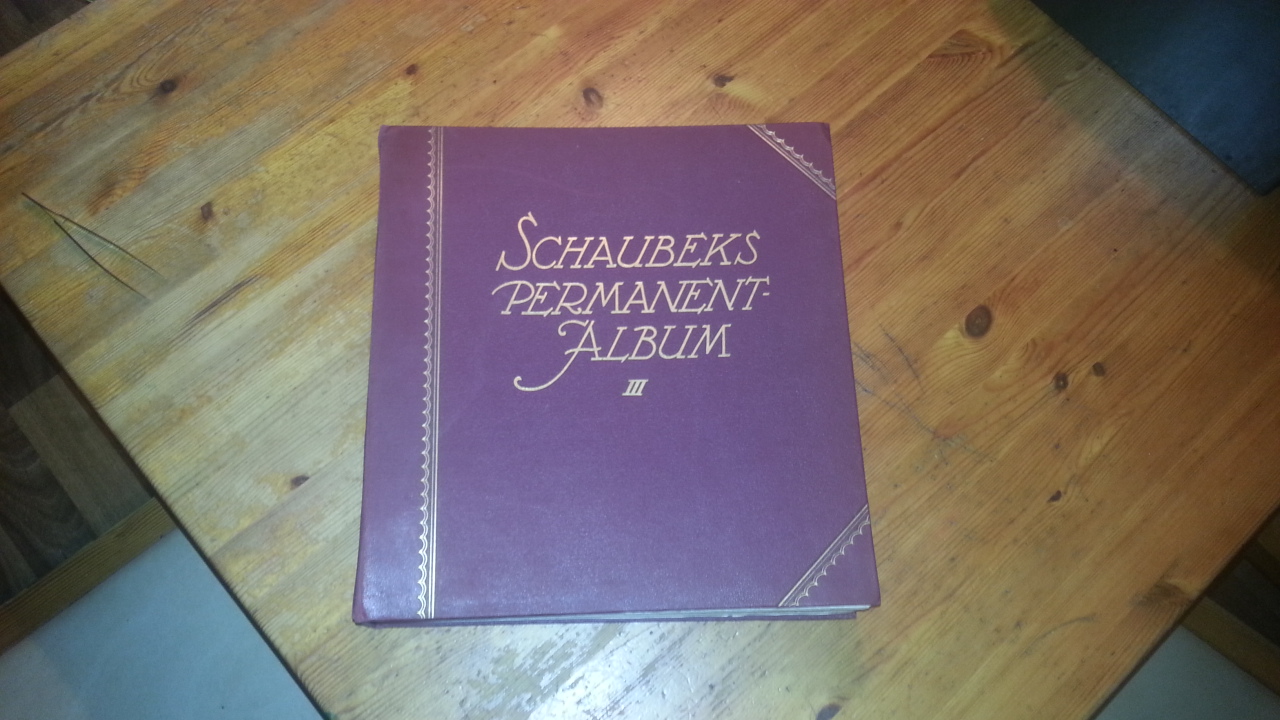 SCHAUBEKS
PERMANENT-
ALBUM
III